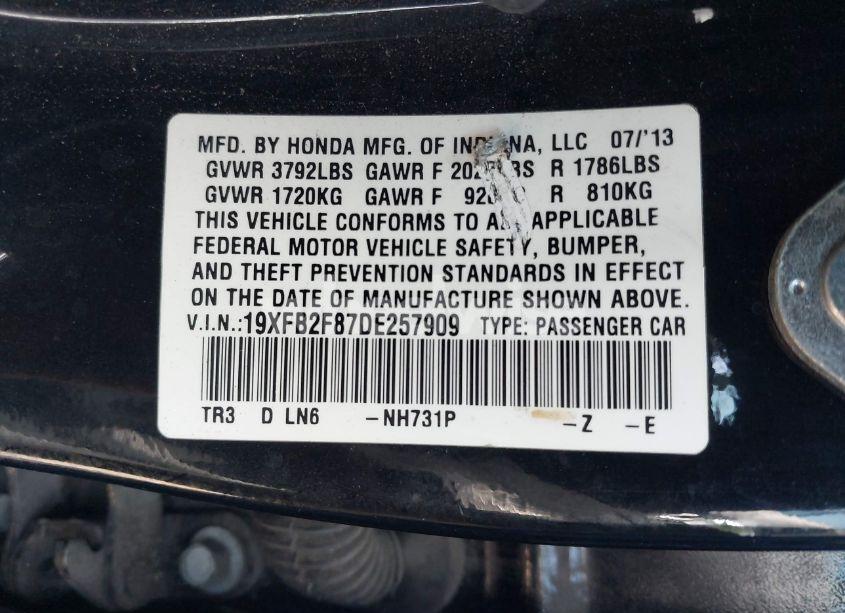 MFD. BY HONDA MFG. OF INDIANA, LLC 07/'13
GVWR 3792LBS GAWR F R 1786LBS
GVWR 1720KG GAWR F R 810KG
THIS VEHICLE CONFORMS TO ALL APPLICABLE
FEDERAL MOTOR VEHICLE SAFETY, BUMPER,
AND THEFT PREVENTION STANDARDS IN EFFECT
ON THE DATE OF MANUFACTURE SHOWN ABOVE.
V.I.N.:19XFB2F87DE257909 TYPE: PASSENGER CAR
TR3 D LN6 -NH731P -Z -E